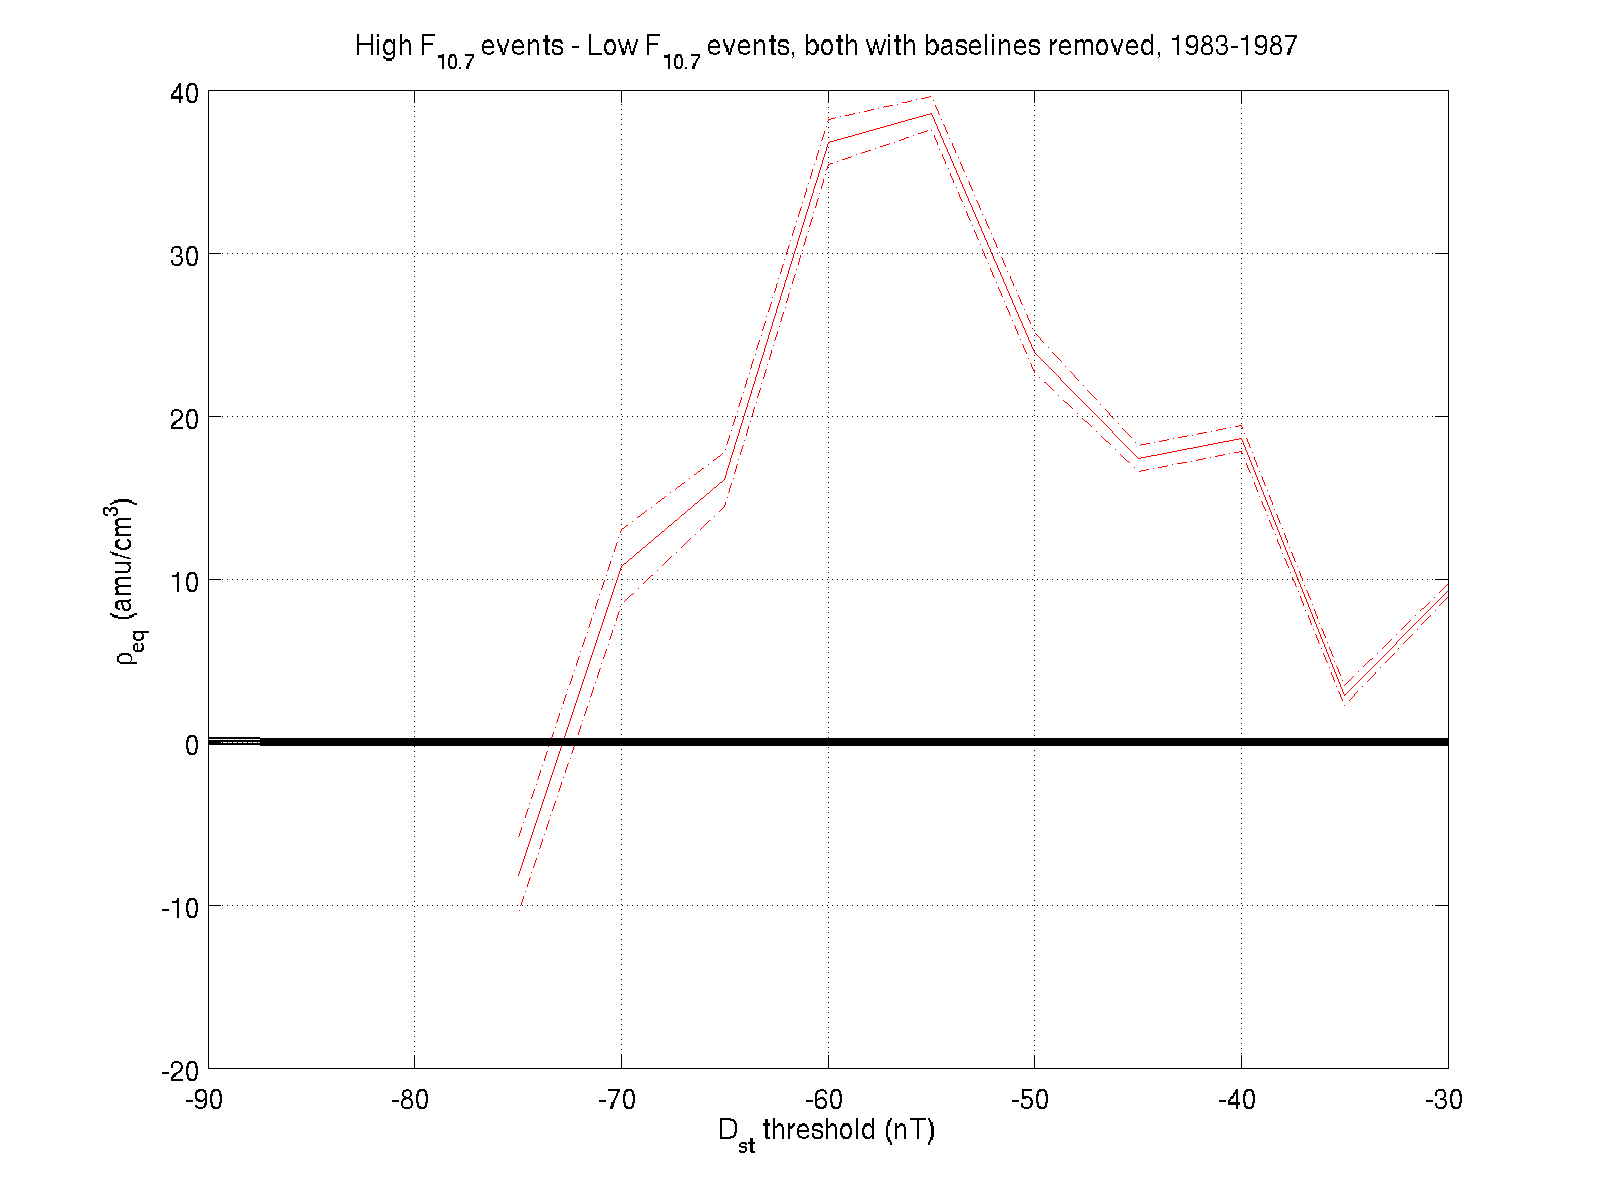 High F10.7 events - Low F10.7 events, both with baselines removed, 1983-1987
40
30
20
10
0
-10
-20
ρeq (amu/cm3)
-90 -80 -70 -60 -50 -40 -30
Dst threshold (nT)